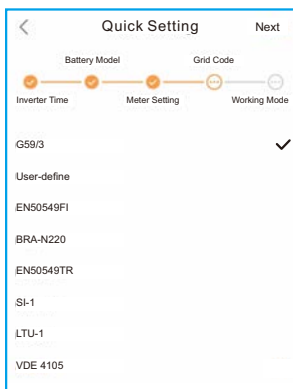 Quick Setting
Next
Battery Model
Grid Code
Inverter Time
Meter Setting
Working Mode
G59/3
User-define
EN50549FI
BRA-N220
EN50549TR
SI-1
LTU-1
VDE 4105